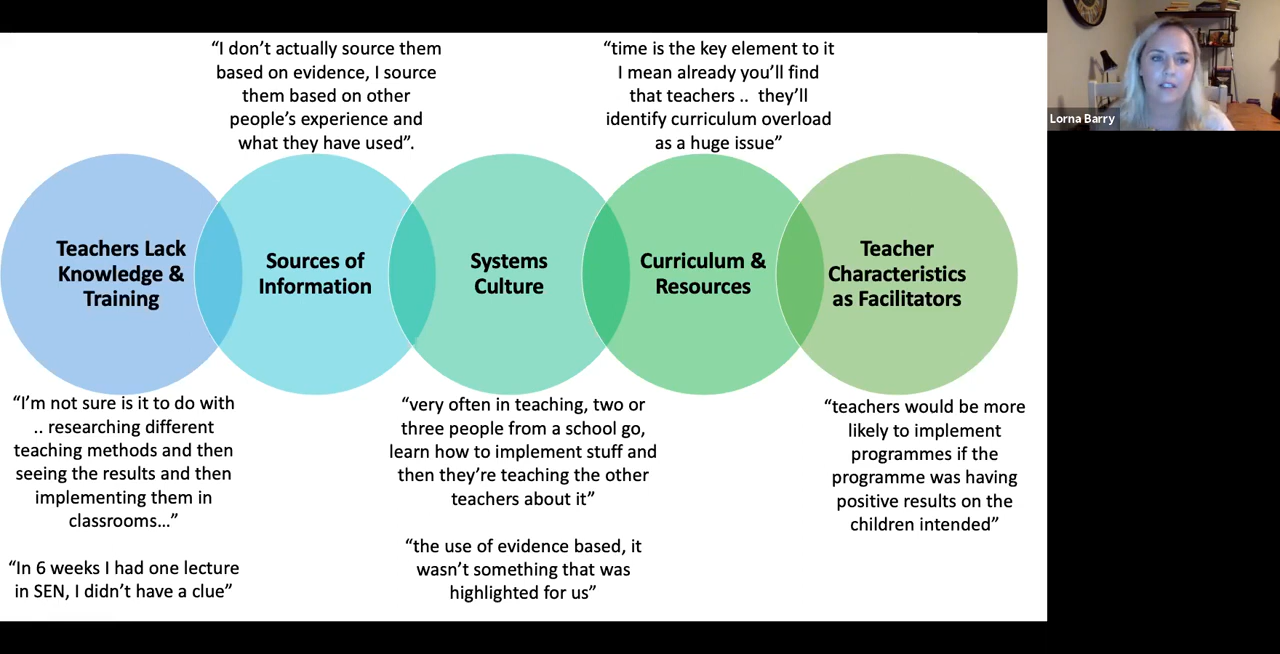 “I don’t actually source them
based on evidence, I source
them based on other
people’s experience and
what they have used”.
“time is the key element to it
I mean already you’ll find
that teachers .. they’ll
identify curriculum overload
as a huge issue”
Lorna Barry
Teachers Lack
Knowledge &
Training
Sources of
Information
Systems
Culture
Curriculum &
Resources
Teacher
Characteristics
as Facilitators
“I’m not sure is it to do with
.. researching different
teaching methods and then
seeing the results and then
implementing them in
classrooms…”
“In 6 weeks I had one lecture
in SEN, I didn’t have a clue”
“very often in teaching, two or
three people from a school go,
learn how to implement stuff and
then they’re teaching the other
teachers about it”
“the use of evidence based, it
wasn’t something that was
highlighted for us”
“teachers would be more
likely to implement
programmes if the
programme was having
positive results on the
children intended”